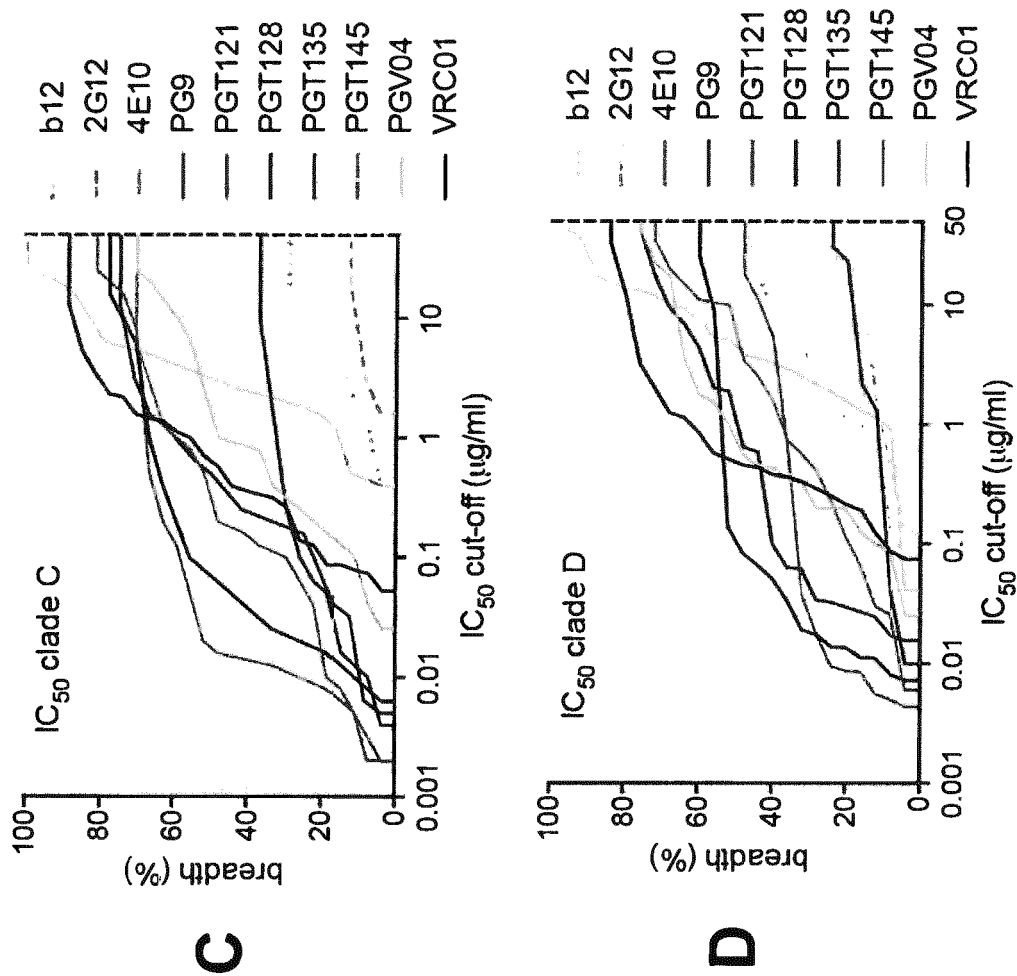 C
IC50 clade C
breadth (%)
100
80
60
40
20
0
0.001
0.01
0.1
1
10
IC50 cut-off (µg/ml)
b12
2G12
4E10
PG9
PGT121
PGT128
PGT135
PGT145
PGV04
VRC01
D
IC50 clade D
breadth (%)
100
80
60
40
20
0
0.001
0.01
0.1
1
10
50
IC50 cut-off (µg/ml)
b12
2G12
4E10
PG9
PGT121
PGT128
PGT135
PGT145
PGV04
VRC01